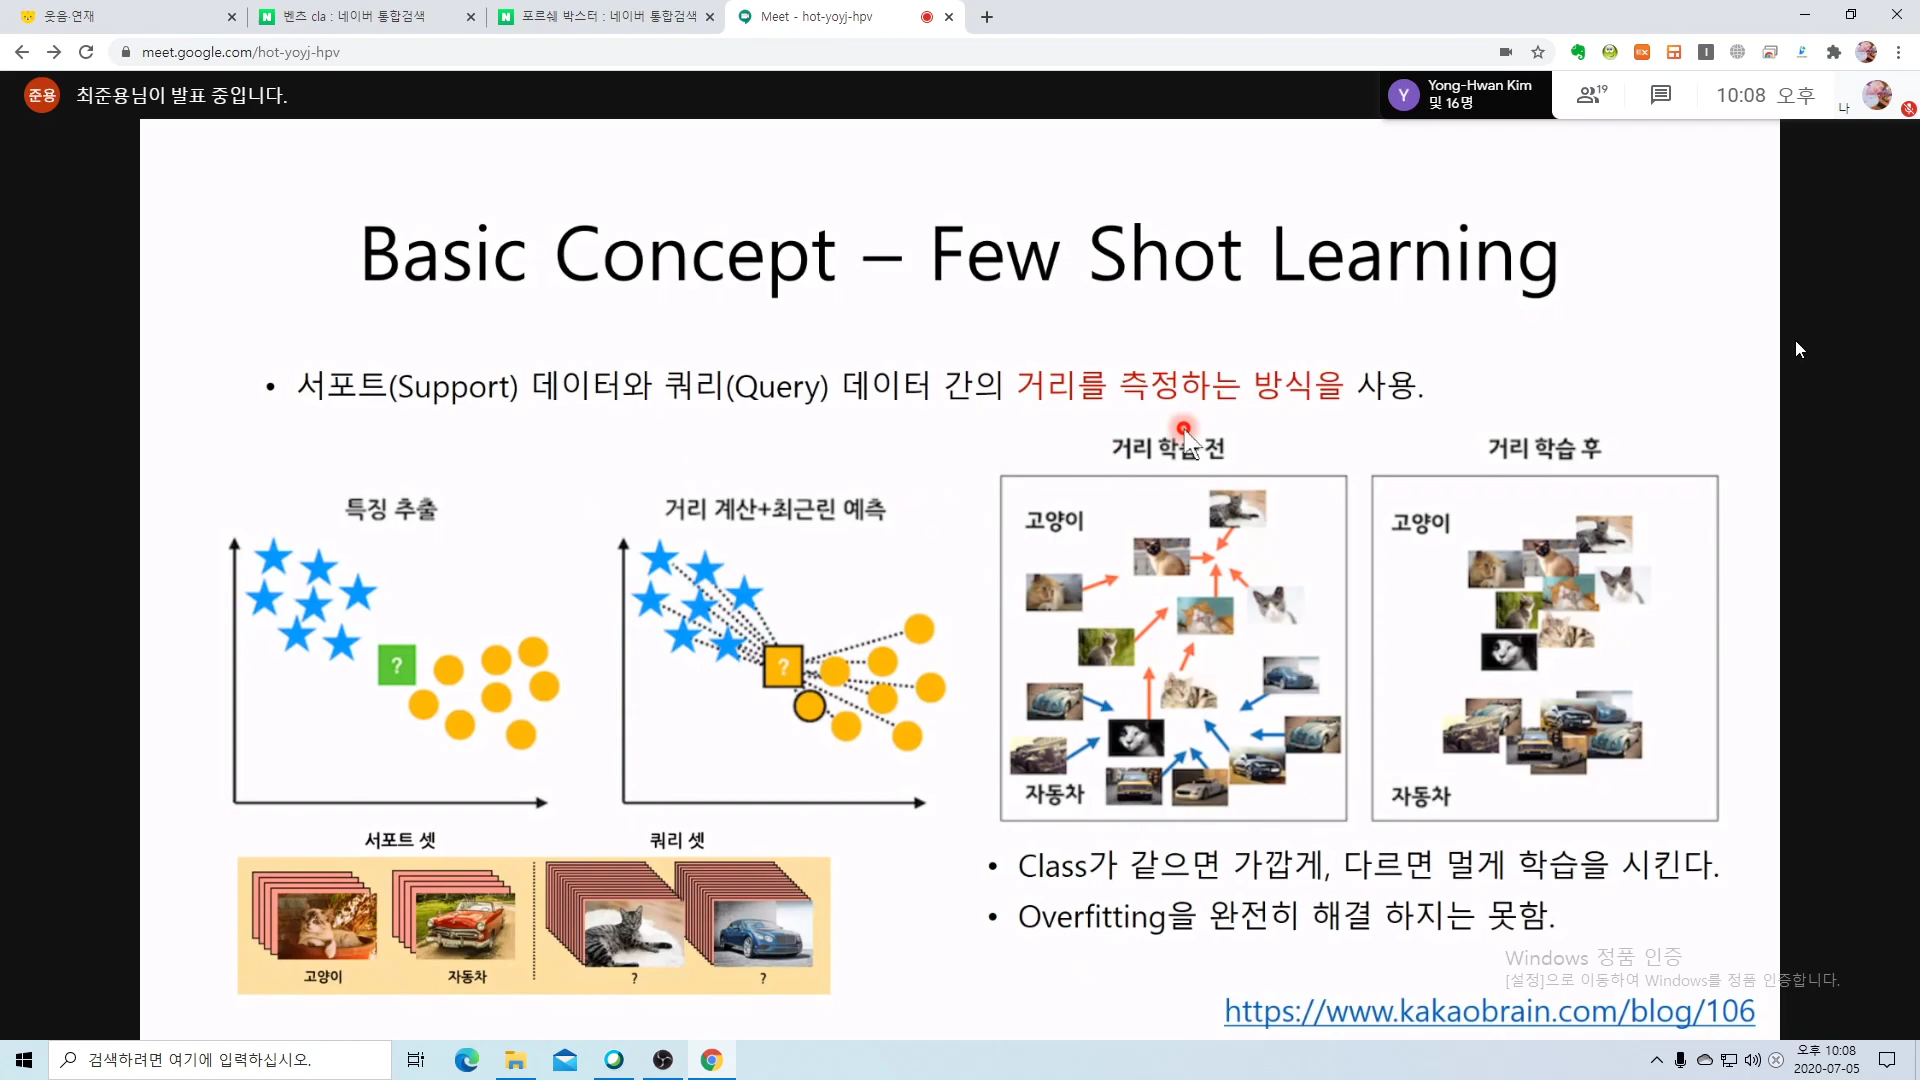 웃음·연재
벤츠 cla : 네이버 통합검색
포르쉐 박스터 : 네이버 통합검색
Meet - hot-yoyj-hpv
meet.google.com/hot-yoyj-hpv
준용
최준용님이 발표 중입니다.
Y
Yong-Hwan Kim
및 16명
19
10:08 오후
나
Basic Concept – Few Shot Learning
• 서포트(Support) 데이터와 쿼리(Query) 데이터 간의 거리를 측정하는 방식을 사용.
특징 추출
?
거리 계산+최근린 예측
?
거리 학습 전
고양이
자동차
거리 학습 후
고양이
자동차
서포트 셋
쿼리 셋
고양이
자동차
?
?
• Class가 같으면 가깝게, 다르면 멀게 학습을 시킨다.
• Overfitting을 완전히 해결 하지는 못함.
Windows 정품 인증
[설정]으로 이동하여 Windows를 정품 인증합니다.
https://www.kakaobrain.com/blog/106
검색하려면 여기에 입력하십시오.
오후 10:08
2020-07-05